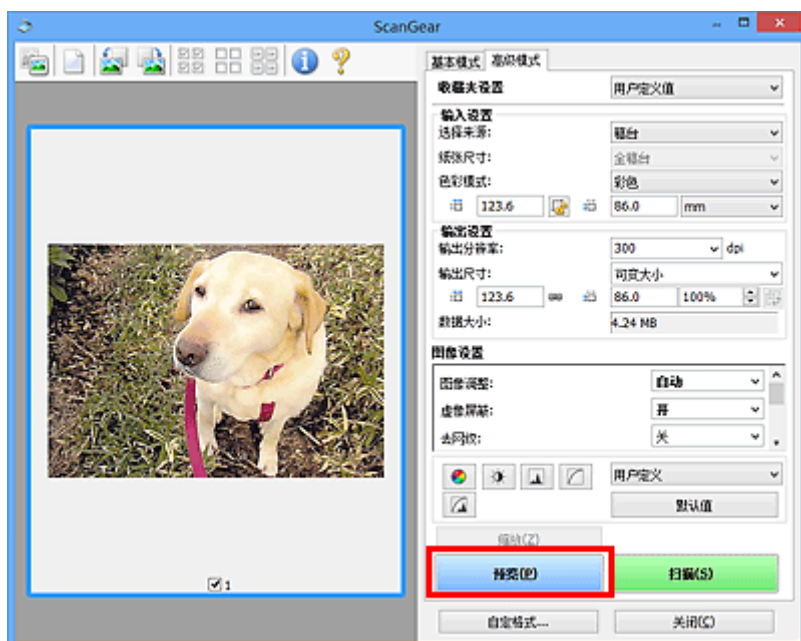 ScanGear
基本模式 高级模式
收藏夹设置 用户定义值
输入设置
选择来源: 稿台
纸张尺寸: 全稿台
色彩模式: 彩色
123.6 86.0 mm
输出设置
输出分辨率: 300 dpi
输出尺寸: 可变大小
123.6 86.0 100%
数据大小: 4.24 MB
图像设置
图像调整: 自动
虚像屏蔽: 开
去网纹: 关
用户定义
默认值
缩放(Z)
预览(P) 扫描(S)
1
自定格式... 关闭(C)